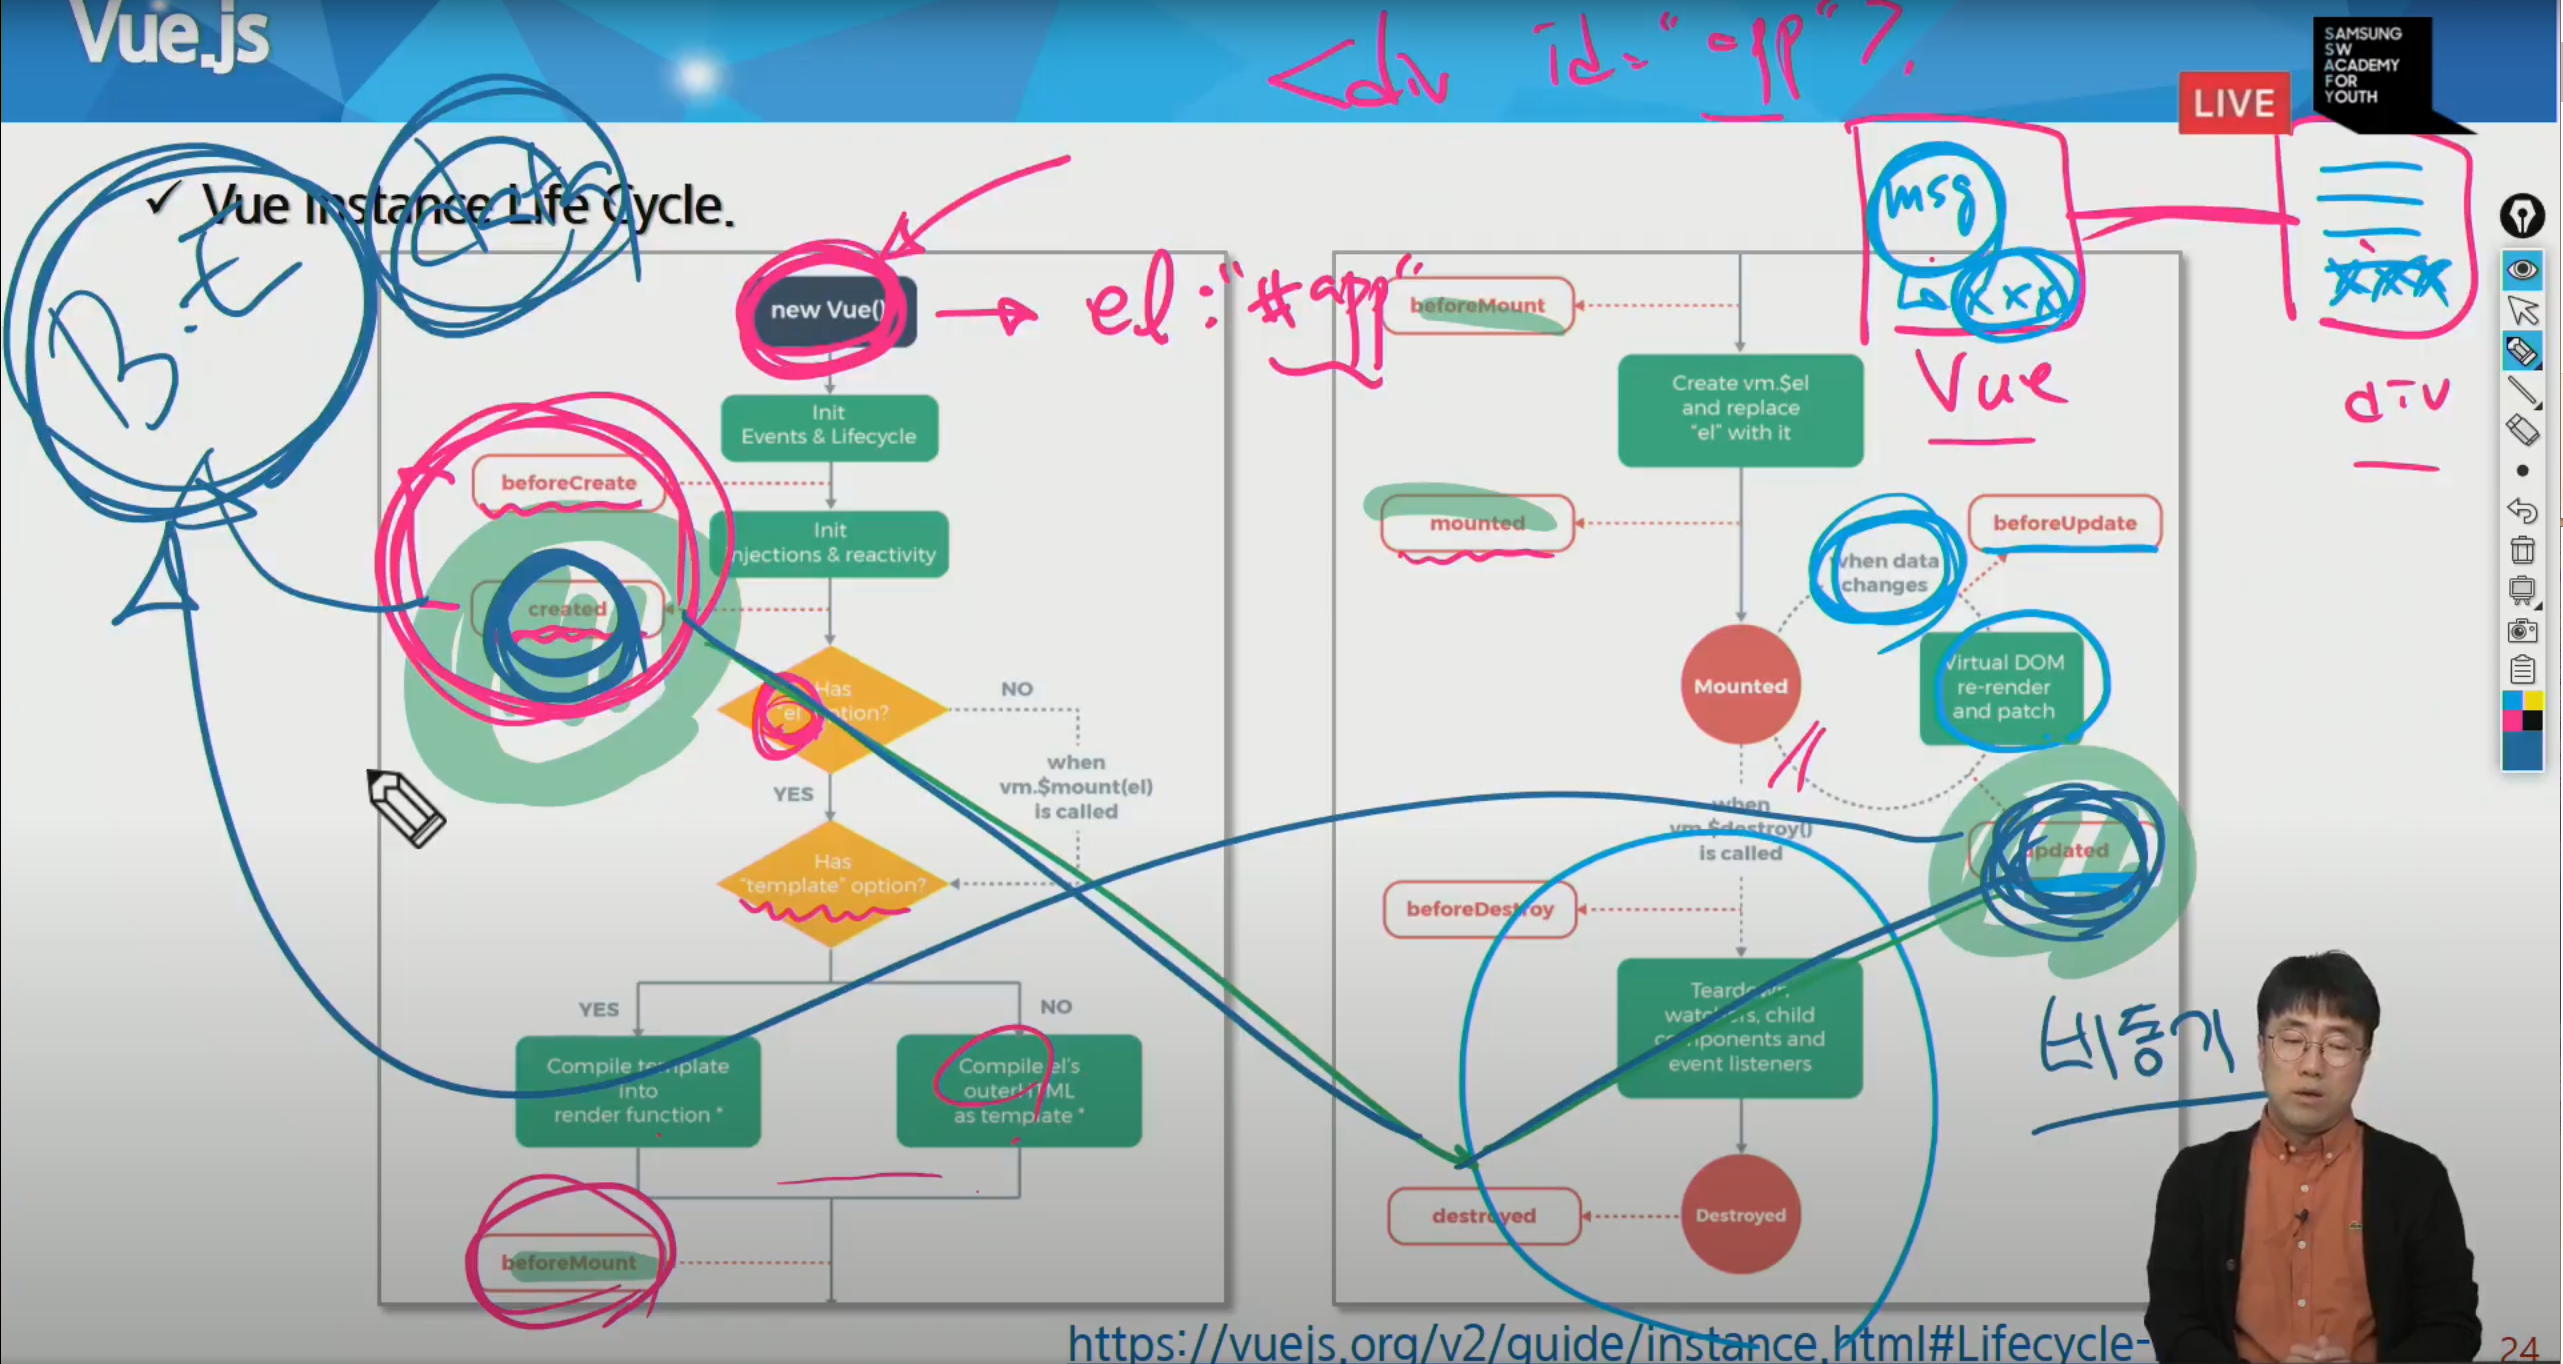 Vue.js
<div id="app">
SAMSUNG
SW
ACADEMY
FOR
YOUTH
LIVE
✓ Vue Instance Life Cycle.
B.E
Data
new Vue()
el:"#app"
Init
Events & Lifecycle
beforeCreate
Init
njections & reactivity
created
Has
"el" option?
NO
YES
when
vm.$mount(el)
is called
Has
"template" option?
YES
NO
Compile template
into
render function *
Compile el's
outerHTML
as template *
beforeMount
beforeMount
msg
xxx
Vue
xxx
div
Create vm.$el
and replace
"el" with it
mounted
when data
changes
beforeUpdate
Mounted
Virtual DOM
re-render
and patch
updated
when
vm.$destroy()
is called
beforeDestroy
Teardown
watchers, child
components and
event listeners
비동기
destroyed
Destroyed
https://vuejs.org/v2/guide/instance.html#Lifecycle-
24